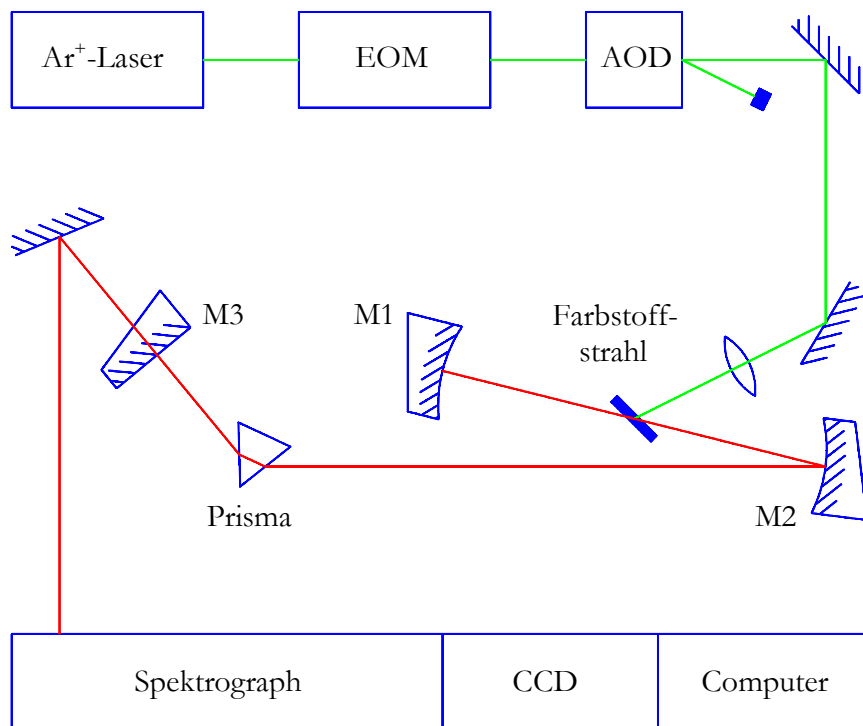 Ar⁺-Laser
EOM
AOD
M3
M1
Farbstoff-
strahl
Prisma
M2
Spektrograph
CCD
Computer